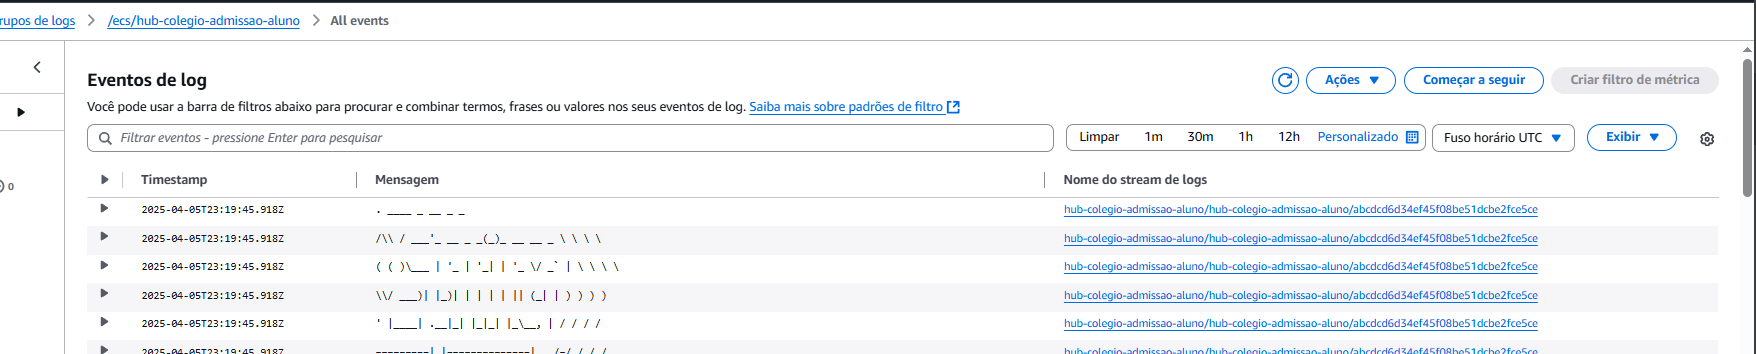 rupos de logs > /ecs/hub-colegio-admissao-aluno > All events
Eventos de log
Ações
Começar a seguir
Criar filtro de métrica
Você pode usar a barra de filtros abaixo para procurar e combinar termos, frases ou valores nos seus eventos de log. Saiba mais sobre padrões de filtro
Filtrar eventos - pressione Enter para pesquisar
Limpar 1m 30m 1h 12h Personalizado
Fuso horário UTC
Exibir
0
Timestamp Mensagem Nome do stream de logs
2025-04-05T23:19:45.918Z . ____ _ __ _ _ hub-colegio-admissao-aluno/hub-colegio-admissao-aluno/abcdcd6d34ef45f08be51dcbe2fce5ce
2025-04-05T23:19:45.918Z /\\ / ___'_ __ _ _(_)_ __ __ _ \ \ \ \ hub-colegio-admissao-aluno/hub-colegio-admissao-aluno/abcdcd6d34ef45f08be51dcbe2fce5ce
2025-04-05T23:19:45.918Z ( ( )\___ | '_ | '_| | '_ \/ _` | \ \ \ \ hub-colegio-admissao-aluno/hub-colegio-admissao-aluno/abcdcd6d34ef45f08be51dcbe2fce5ce
2025-04-05T23:19:45.918Z \\/ ___)| |_)| | | | | || (_| | ) ) ) ) hub-colegio-admissao-aluno/hub-colegio-admissao-aluno/abcdcd6d34ef45f08be51dcbe2fce5ce
2025-04-05T23:19:45.918Z ' |____| .__|_| |_|_| |_\__, | / / / / hub-colegio-admissao-aluno/hub-colegio-admissao-aluno/abcdcd6d34ef45f08be51dcbe2fce5ce
2025-04-05T23:19:45.918Z =========|_|==============|___/=/_/_/_/ hub-colegio-admissao-aluno/hub-colegio-admissao-aluno/abcdcd6d34ef45f08be51dcbe2fce5ce